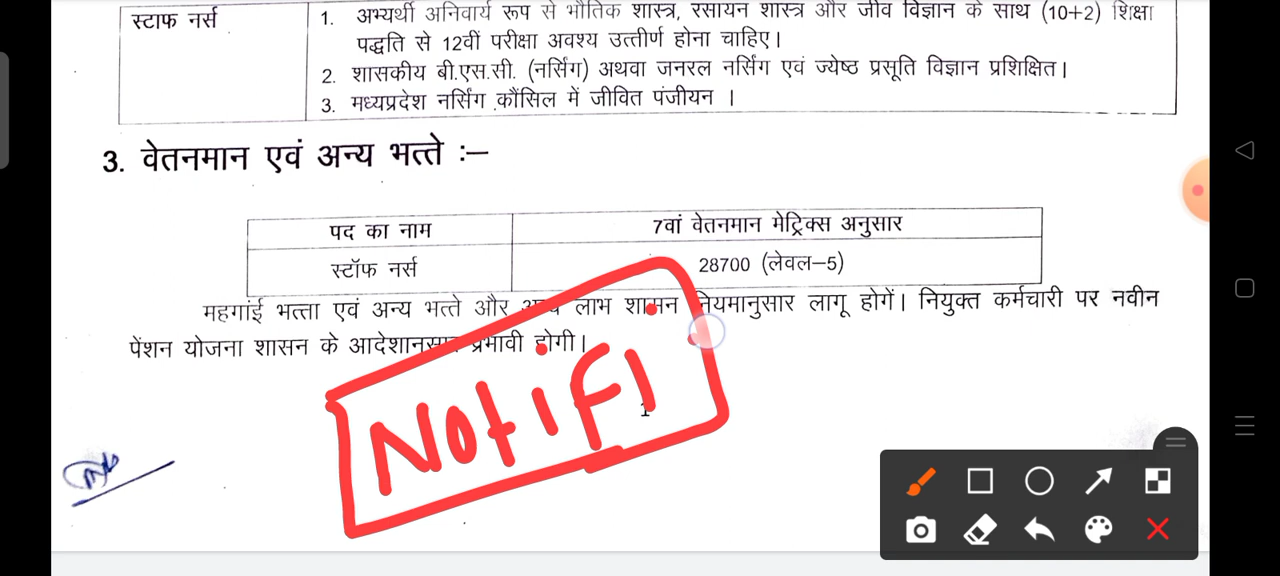 स्टाफ नर्स
1. अभ्यर्थी अनिवार्य रूप से भौतिक शास्त्र, रसायन शास्त्र और जीव विज्ञान के साथ (10+2) शिक्षा
पद्धति से 12वीं परीक्षा अवश्य उत्तीर्ण होना चाहिए।
2. शासकीय बी.एस.सी. (नर्सिंग) अथवा जनरल नर्सिंग एवं ज्येष्ठ प्रसूति विज्ञान प्रशिक्षित।
3. मध्यप्रदेश नर्सिंग कौंसिल में जीवित पंजीयन ।
3. वेतनमान एवं अन्य भत्ते :–
पद का नाम 7वां वेतनमान मेट्रिक्स अनुसार
स्टॉफ नर्स 28700 (लेवल–5)
महगांई भत्ता एवं अन्य भत्ते और लाभ शासन नियमानुसार लागू होगें। नियुक्त कर्मचारी पर नवीन
पेंशन योजना शासन के आदेशानुसार प्रभावी होगी।
NotiFI
1